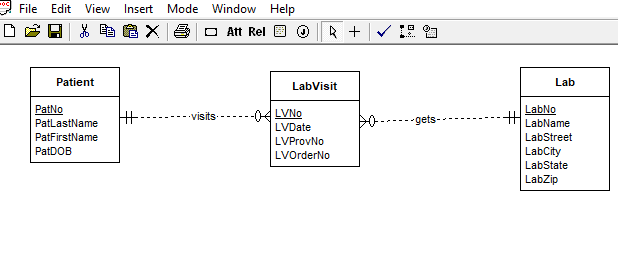 File Edit View Insert Mode Window Help
Att Rel J
Patient
PatNo
PatLastName
PatFirstName
PatDOB
visits
LabVisit
LVNo
LVDate
LVProvNo
LVOrderNo
gets
Lab
LabNo
LabName
LabStreet
LabCity
LabState
LabZip